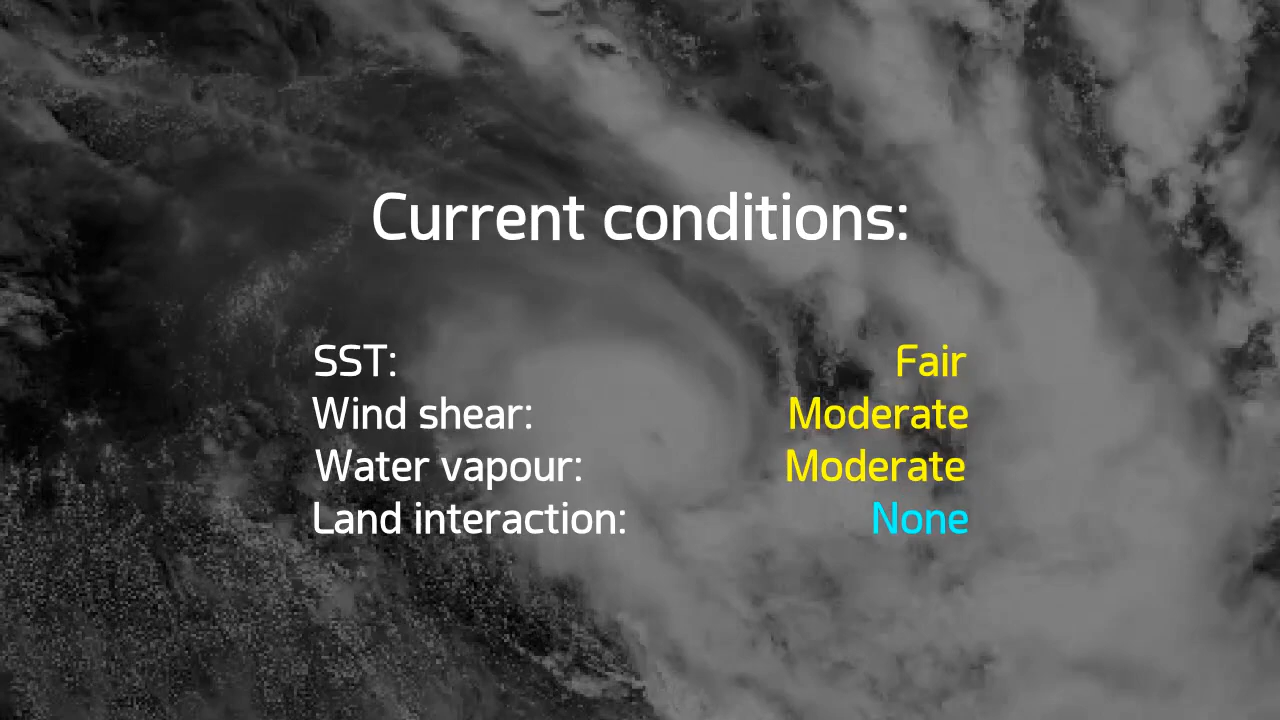 Current conditions:
SST: Fair
Wind shear: Moderate
Water vapour: Moderate
Land interaction: None